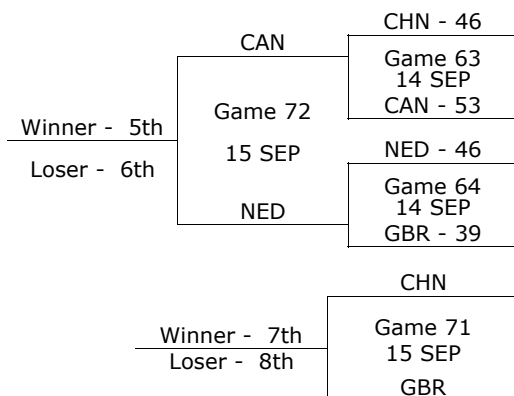 CHN - 46
CAN
Game 63
14 SEP
CAN - 53
Game 72
Winner - 5th
15 SEP
NED - 46
Loser - 6th
Game 64
14 SEP
NED
GBR - 39
CHN
Game 71
Winner - 7th
15 SEP
Loser - 8th
GBR